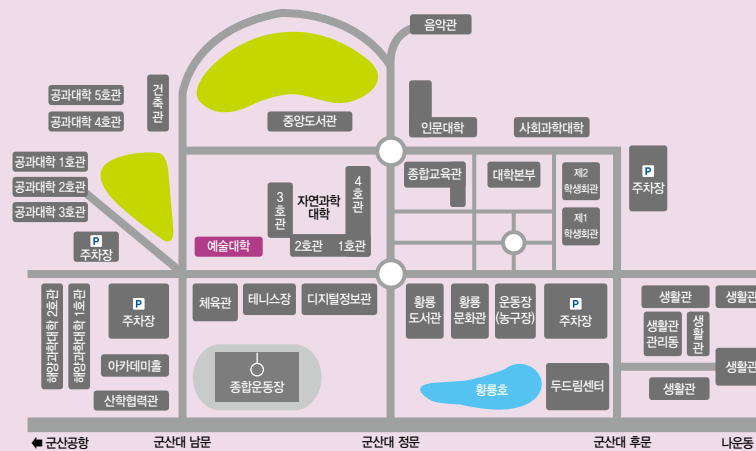 음악관
공과대학 5호관
건축관
공과대학 4호관
중앙도서관
인문대학
사회과학대학
공과대학 1호관
공과대학 2호관
공과대학 3호관
3호관
자연과학
대학
4호관
2호관
1호관
종합교육관
대학본부
제2
학생회관
제1
학생회관
P
주차장
P
주차장
예술대학
해양과학대학 2호관
해양과학대학 1호관
P
주차장
체육관
테니스장
디지털정보관
황룡
도서관
황룡
문화관
운동장
(농구장)
P
주차장
생활관
생활관
생활관
관리동
생활관
아카데미홀
산학협력관
종합운동장
황룡호
두드림센터
생활관
생활관
군산공항
군산대 남문
군산대 정문
군산대 후문
나운동